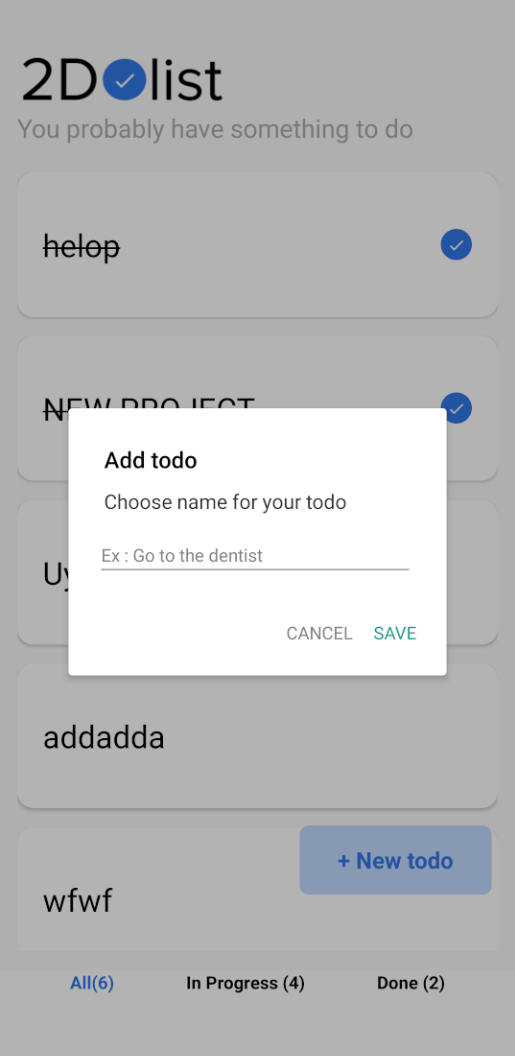 2D list
You probably have something to do
helop
NEW PROJECT
Add todo
Choose name for your todo
Ex : Go to the dentist
CANCEL SAVE
addadda
+ New todo
wfwf
All(6) In Progress (4) Done (2)